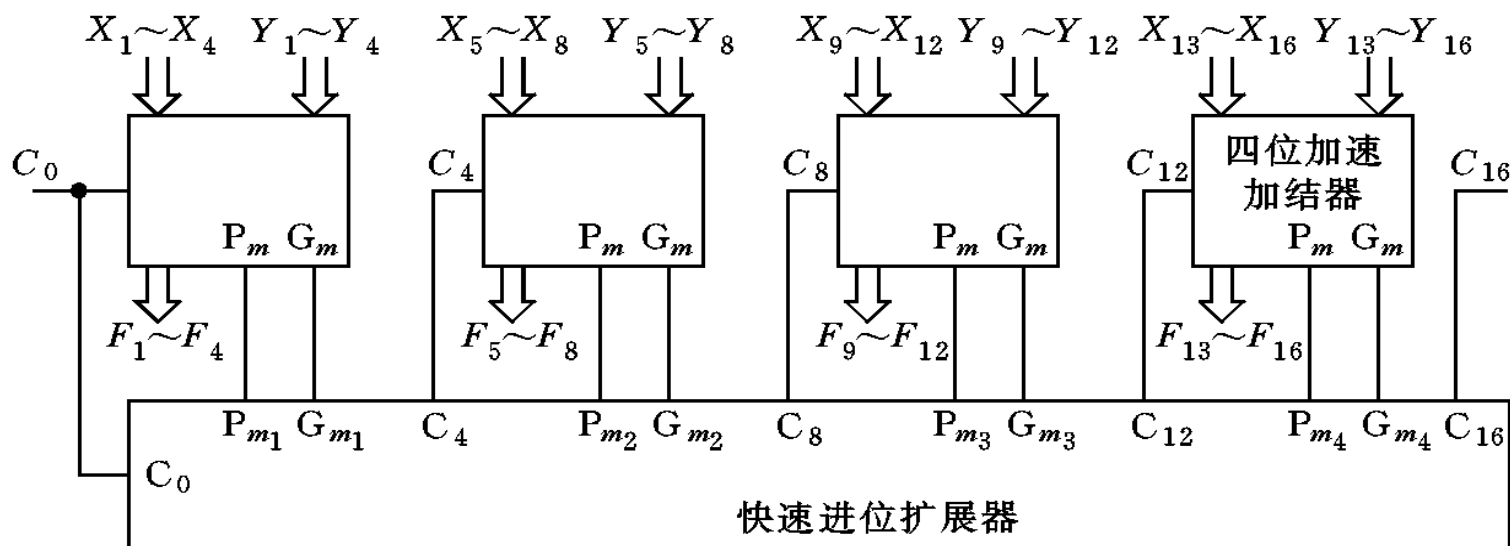 X₁~X₄ Y₁~Y₄ X₅~X₈ Y₅~Y₈ X₉~X₁₂ Y₉~Y₁₂ X₁₃~X₁₆ Y₁₃~Y₁₆
C₀ C₄ C₈ C₁₂ 四位加速 C₁₆
加结器
Pₘ Gₘ Pₘ Gₘ Pₘ Gₘ Pₘ Gₘ
F₁~F₄ F₅~F₈ F₉~F₁₂ F₁₃~F₁₆
Pₘ₁ Gₘ₁ C₄ Pₘ₂ Gₘ₂ C₈ Pₘ₃ Gₘ₃ C₁₂ Pₘ₄ Gₘ₄ C₁₆
C₀
快速进位扩展器